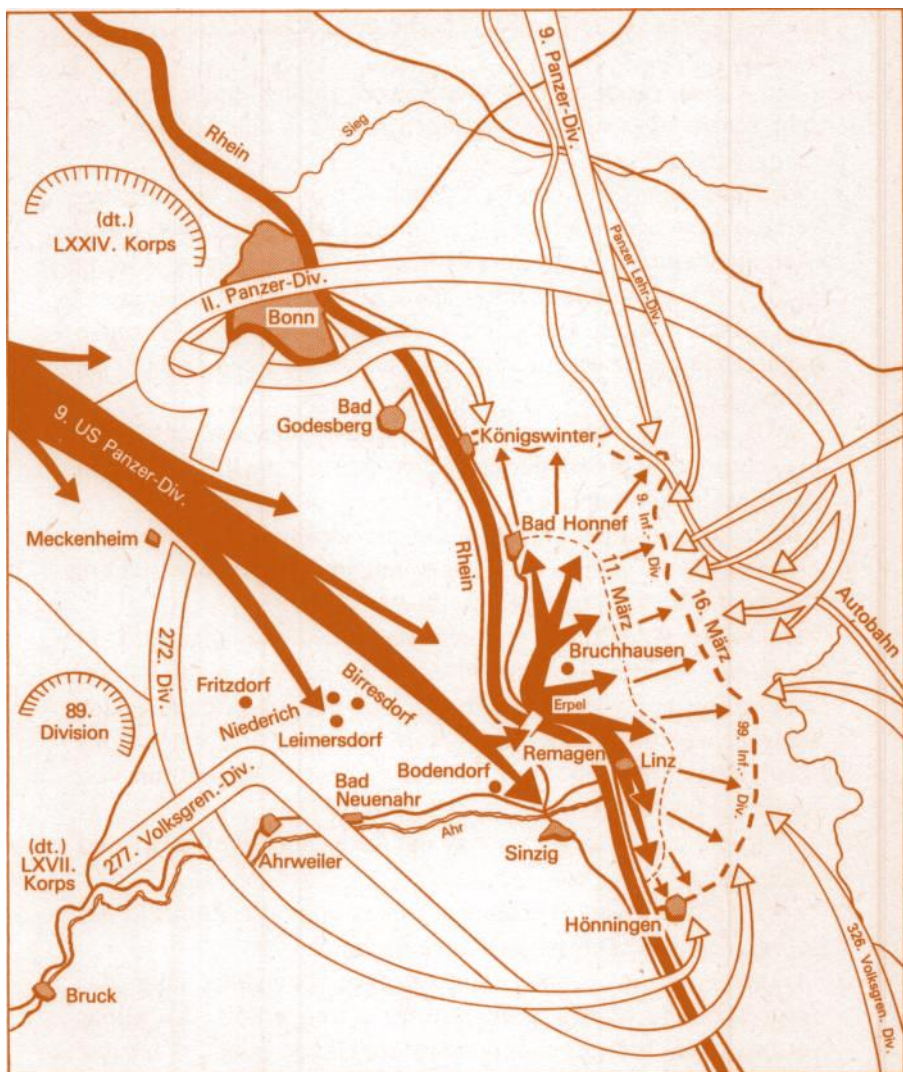 9. Panzer-Div.
Rhein
Sieg
(dt.)
LXXIV. Korps
Panzer Lehr-Div.
II. Panzer-Div.
Bonn
9. US Panzer-Div.
Bad
Godesberg
Königswinter
Meckenheim
Rhein
Bad Honnef
9. Inf.-
Div.
11. März
16. März
Autobahn
272. Div.
Bruchhausen
Fritzdorf
Birresdorf
Niederich
Leimersdorf
89.
Division
Erpel
Remagen
Linz
99. Inf.- Div.
Bodendorf
Bad
Neuenahr
277. Volksgren.-Div.
Ahr
Sinzig
(dt.)
LXVII.
Korps
Ahrweiler
Hönningen
326. Volksgren.- Div.
Bruck